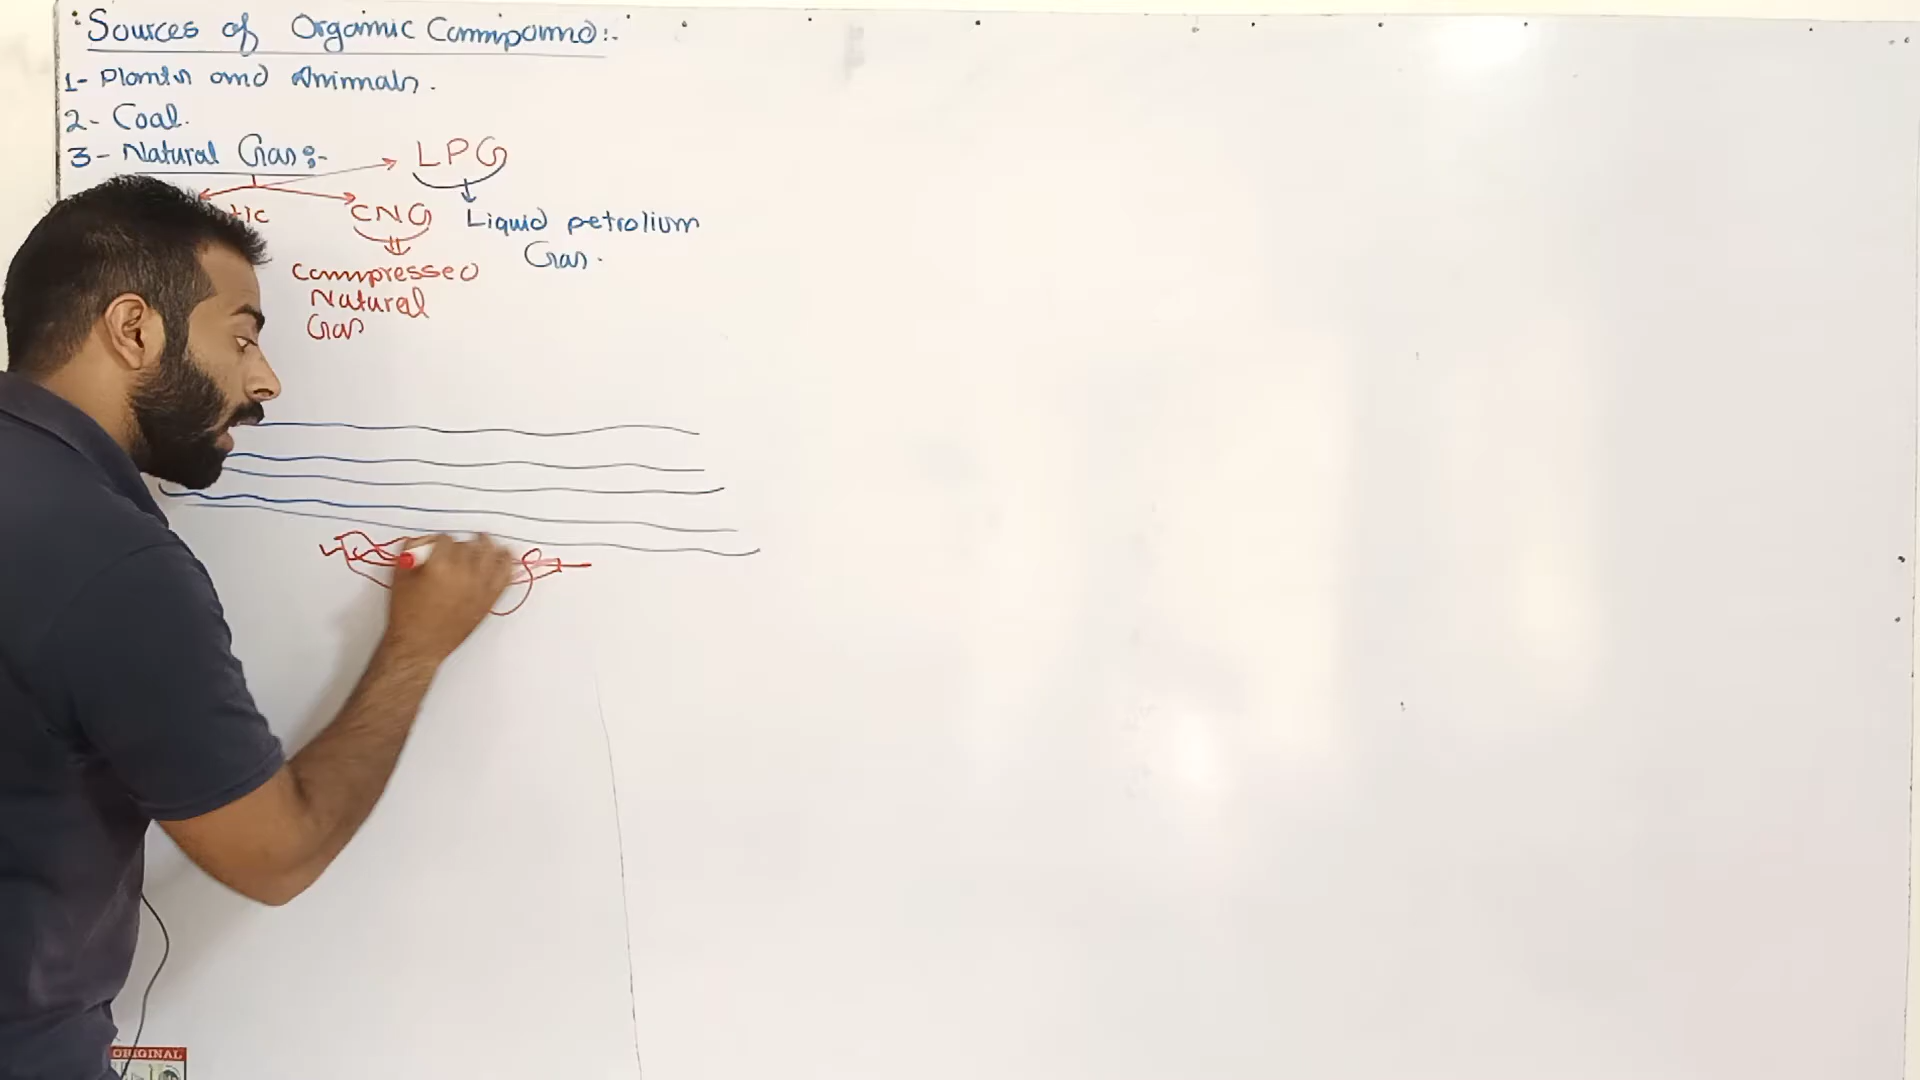 Sources of Organic Compound:-
1- Plants and Animals.
2- Coal.
3- Natural Gas:-
LPG
CNG
Liquid petrolium
Gas.
Compressed
Natural
Gas
ORIGINAL